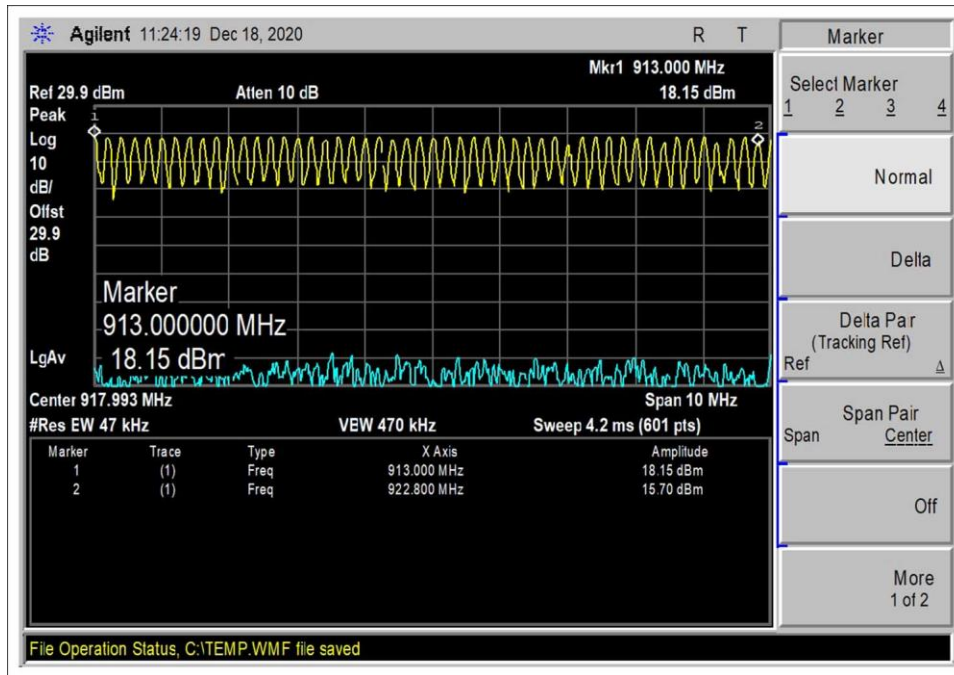 Agilent 11:24:19 Dec 18, 2020 R T
Mkr1 913.000 MHz
Ref 29.9 dBm Atten 10 dB 18.15 dBm
Peak
Log
10
dB/
Offst
29.9
dB
1
2
Marker
913.000000 MHz
18.15 dBm
LgAv
Center 917.993 MHz Span 10 MHz
#Res EW 47 kHz VEW 470 kHz Sweep 4.2 ms (601 pts)
Marker Trace Type X Axis Amplitude
1 (1) Freq 913.000 MHz 18.15 dBm
2 (1) Freq 922.800 MHz 15.70 dBm
File Operation Status, C:\TEMP.WMF file saved
Marker
Select Marker
1 2 3 4
Normal
Delta
Delta Pair
(Tracking Ref)
Ref Δ
Span Pair
Span Center
Off
More
1 of 2